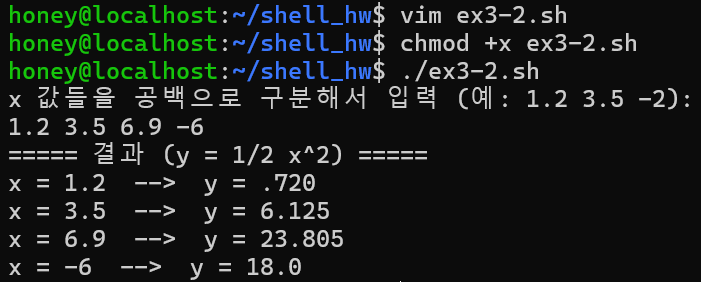 honey@localhost:~/shell_hw$ vim ex3-2.sh
honey@localhost:~/shell_hw$ chmod +x ex3-2.sh
honey@localhost:~/shell_hw$ ./ex3-2.sh
x 값들을 공백으로 구분해서 입력 (예: 1.2 3.5 -2):
1.2 3.5 6.9 -6
===== 결과 (y = 1/2 x^2) =====
x = 1.2  -->  y = .720
x = 3.5  -->  y = 6.125
x = 6.9  -->  y = 23.805
x = -6  -->  y = 18.0